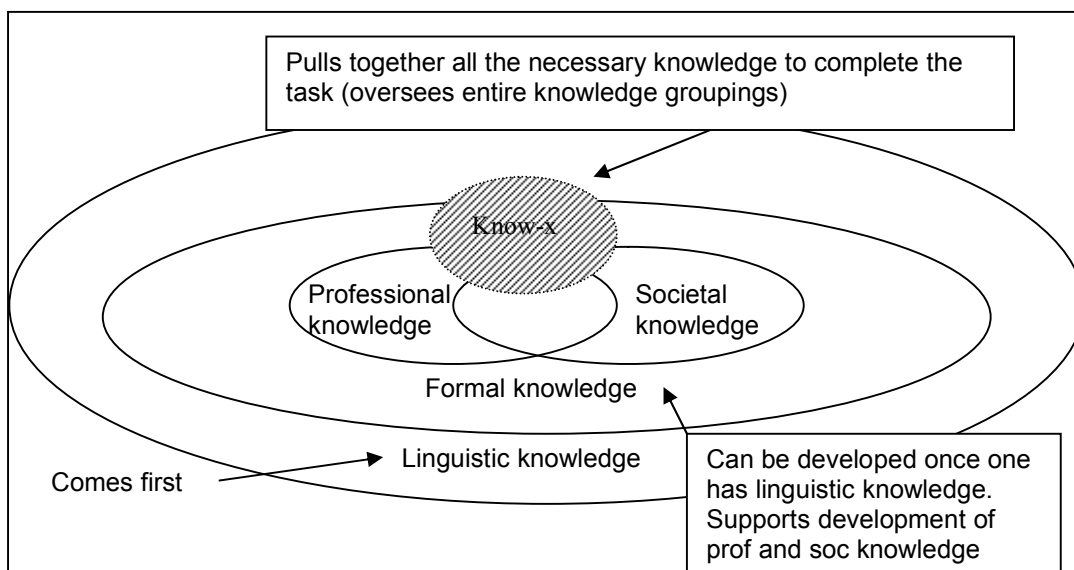 Pulls together all the necessary knowledge to complete the
task (oversees entire knowledge groupings)
Know-x
Professional
knowledge
Societal
knowledge
Formal knowledge
Linguistic knowledge
Comes first
Can be developed once one
has linguistic knowledge.
Supports development of
prof and soc knowledge